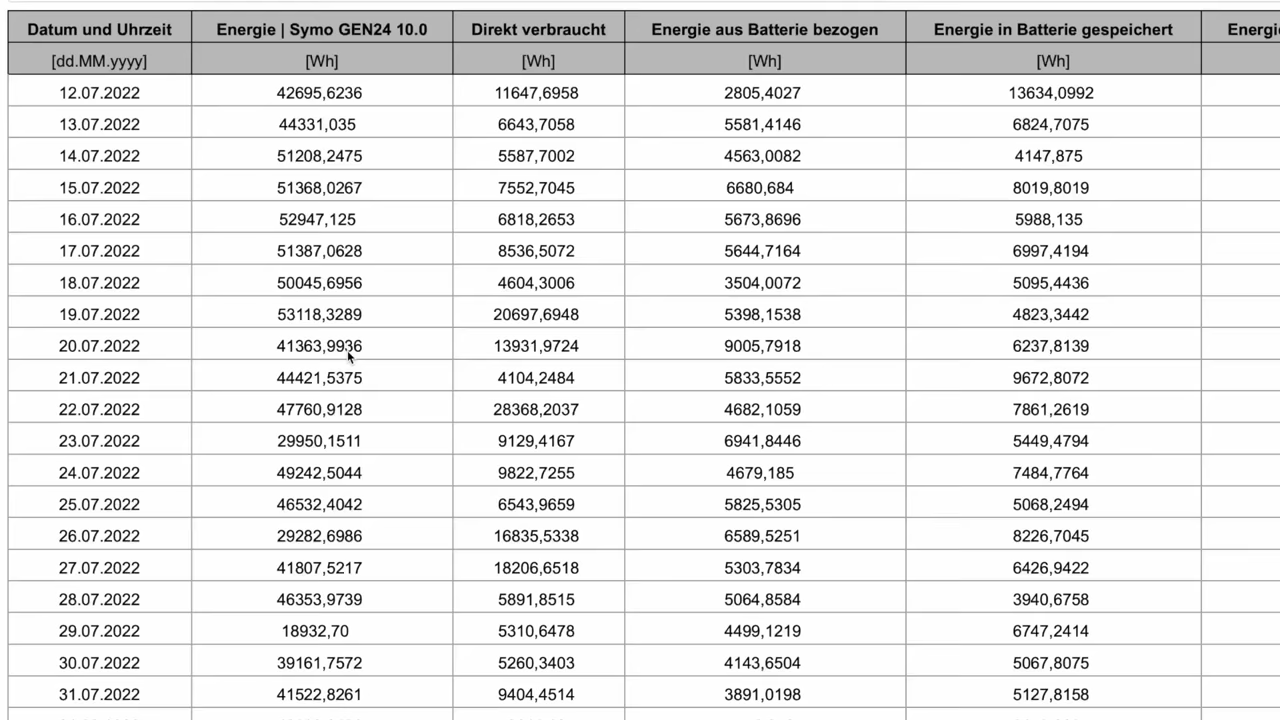 Datum und Uhrzeit Energie | Symo GEN24 10.0 Direkt verbraucht Energie aus Batterie bezogen Energie in Batterie gespeichert
[dd.MM.yyyy] [Wh] [Wh] [Wh] [Wh]
12.07.2022 42695,6236 11647,6958 2805,4027 13634,0992
13.07.2022 44331,035 6643,7058 5581,4146 6824,7075
14.07.2022 51208,2475 5587,7002 4563,0082 4147,875
15.07.2022 51368,0267 7552,7045 6680,684 8019,8019
16.07.2022 52947,125 6818,2653 5673,8696 5988,135
17.07.2022 51387,0628 8536,5072 5644,7164 6997,4194
18.07.2022 50045,6956 4604,3006 3504,0072 5095,4436
19.07.2022 53118,3289 20697,6948 5398,1538 4823,3442
20.07.2022 41363,9936 13931,9724 9005,7918 6237,8139
21.07.2022 44421,5375 4104,2484 5833,5552 9672,8072
22.07.2022 47760,9128 28368,2037 4682,1059 7861,2619
23.07.2022 29950,1511 9129,4167 6941,8446 5449,4794
24.07.2022 49242,5044 9822,7255 4679,185 7484,7764
25.07.2022 46532,4042 6543,9659 5825,5305 5068,2494
26.07.2022 29282,6986 16835,5338 6589,5251 8226,7045
27.07.2022 41807,5217 18206,6518 5303,7834 6426,9422
28.07.2022 46353,9739 5891,8515 5064,8584 3940,6758
29.07.2022 18932,70 5310,6478 4499,1219 6747,2414
30.07.2022 39161,7572 5260,3403 4143,6504 5067,8075
31.07.2022 41522,8261 9404,4514 3891,0198 5127,8158